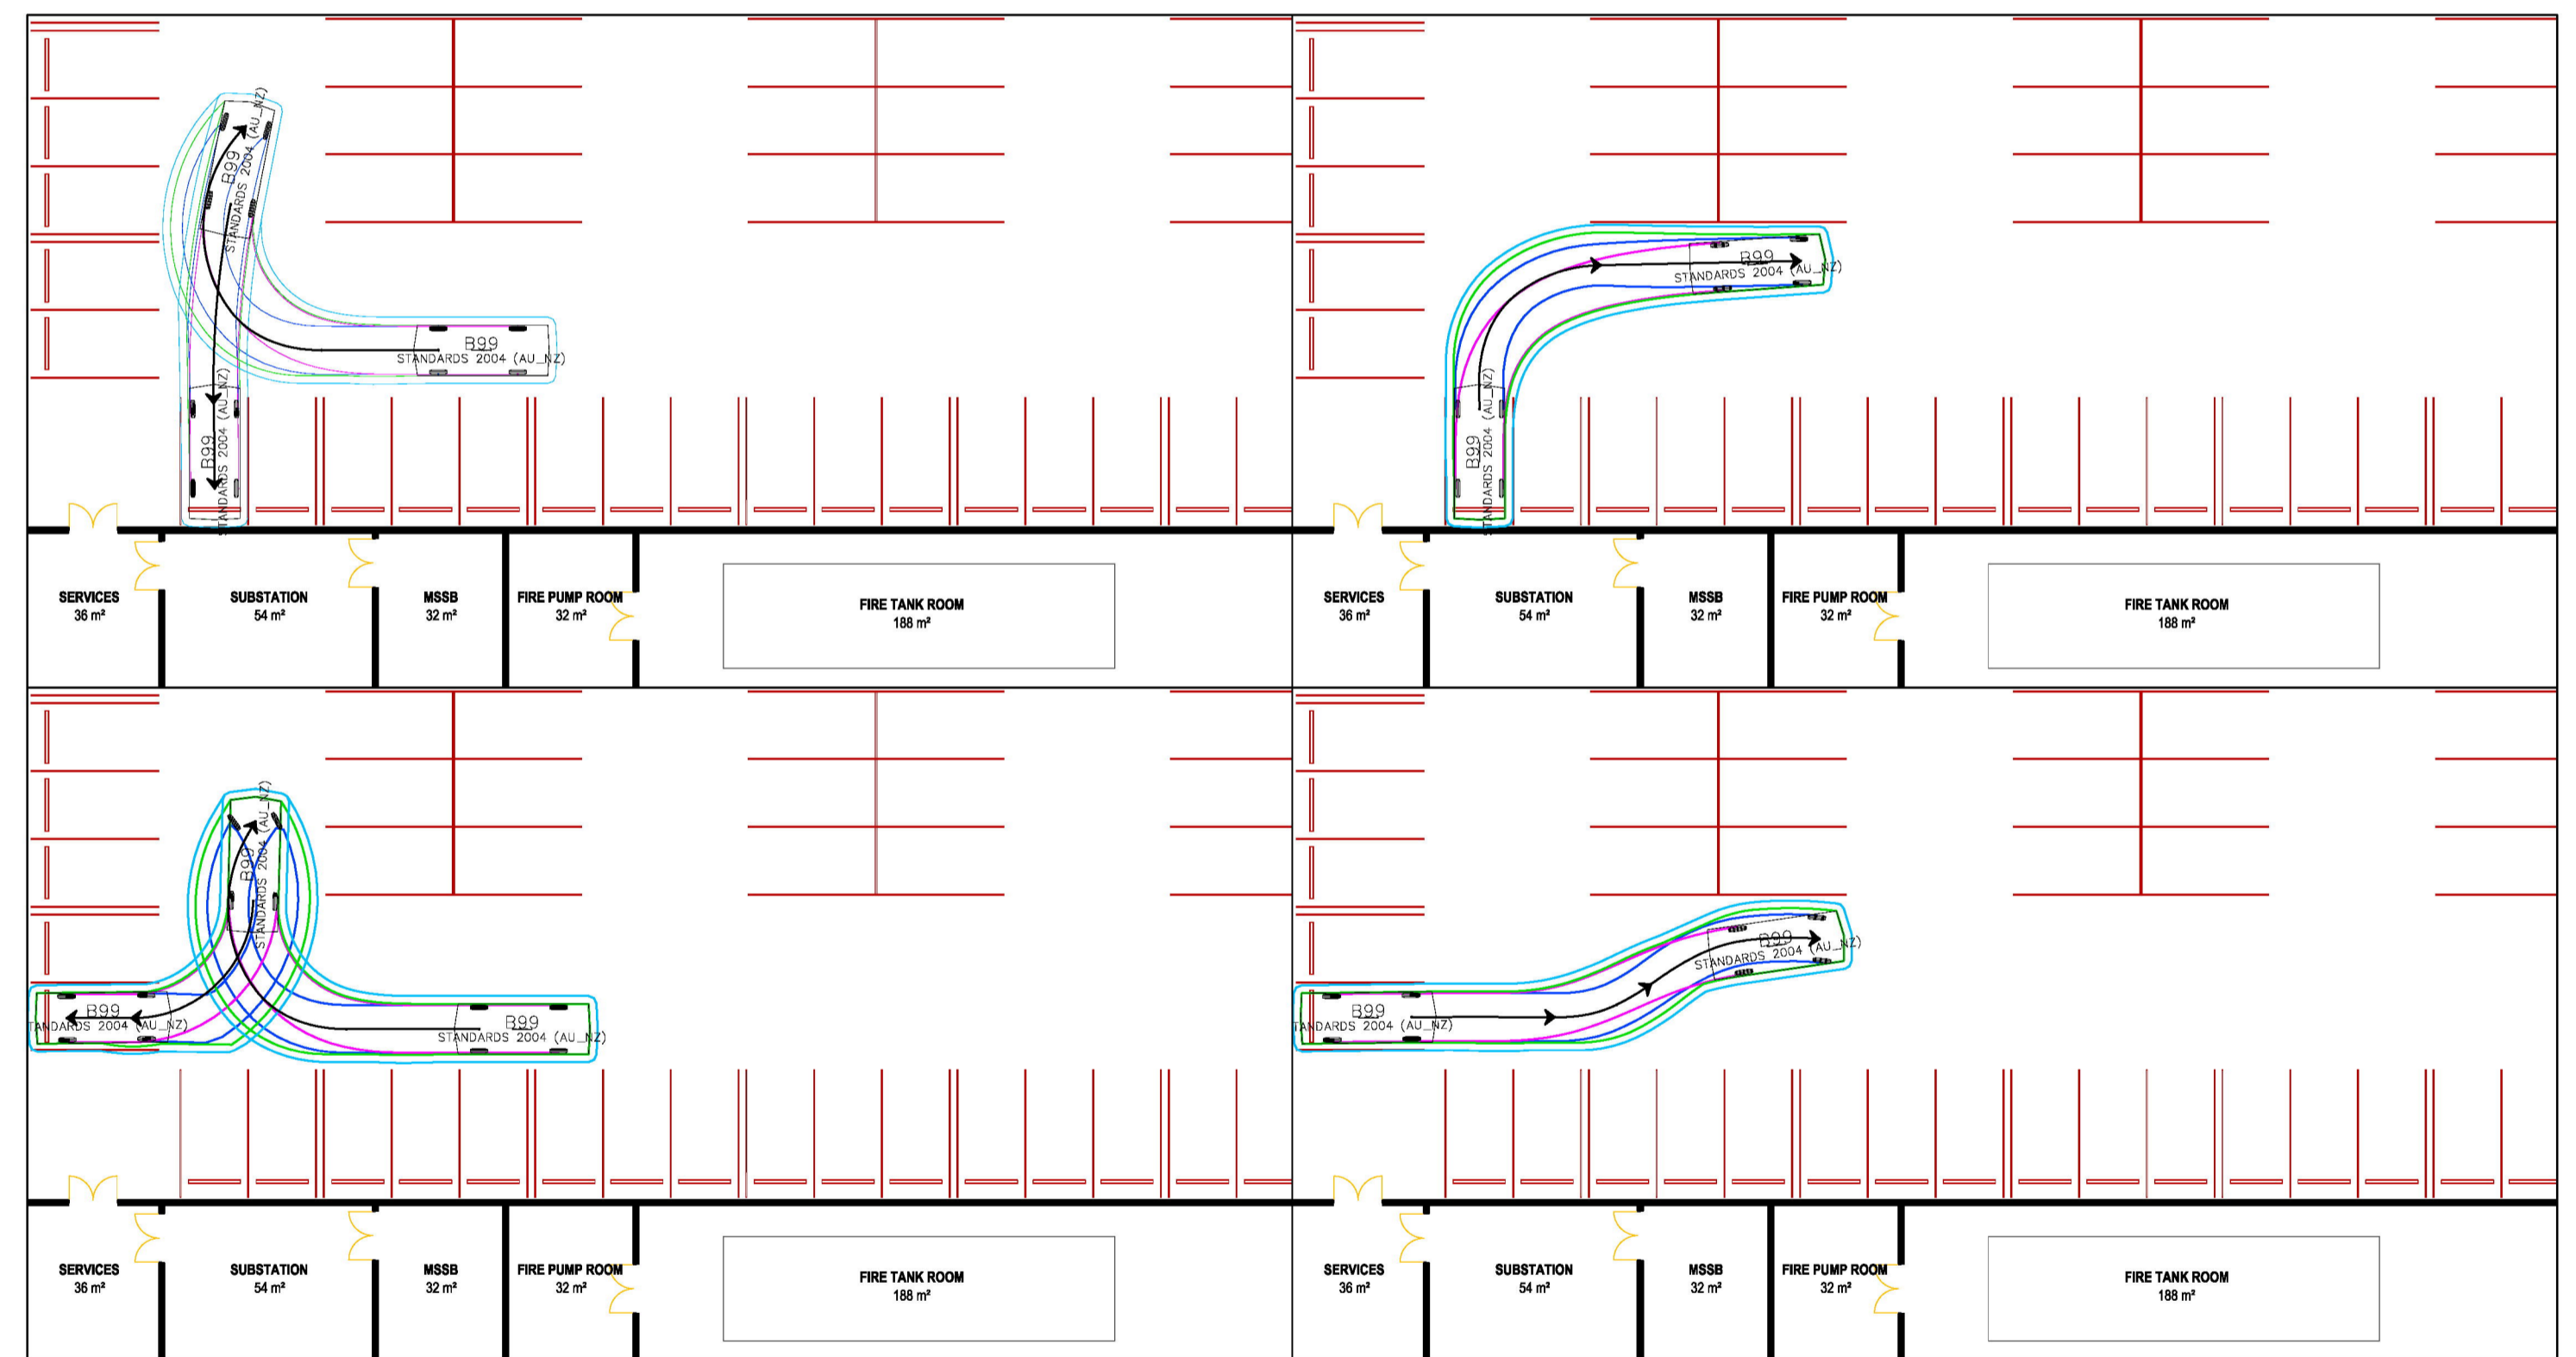 B99
STANDARDS 2004 (AU_NZ)
B99
STANDARDS 2004 (AU_NZ)
B99
STANDARDS 2004 (AU_NZ)
SERVICES
36 m²
SUBSTATION
54 m²
MSSB
32 m²
FIRE PUMP ROOM
32 m²
FIRE TANK ROOM
188 m²
B99
STANDARDS 2004 (AU_NZ)
B99
STANDARDS 2004 (AU_NZ)
SERVICES
36 m²
SUBSTATION
54 m²
MSSB
32 m²
FIRE PUMP ROOM
32 m²
FIRE TANK ROOM
188 m²
B99
STANDARDS 2004 (AU_NZ)
B99
TANDARDS 2004 (AU_NZ)
B99
STANDARDS 2004 (AU_NZ)
SERVICES
36 m²
SUBSTATION
54 m²
MSSB
32 m²
FIRE PUMP ROOM
32 m²
FIRE TANK ROOM
188 m²
B99
STANDARDS 2004 (AU_NZ)
B99
TANDARDS 2004 (AU_NZ)
SERVICES
36 m²
SUBSTATION
54 m²
MSSB
32 m²
FIRE PUMP ROOM
32 m²
FIRE TANK ROOM
188 m²